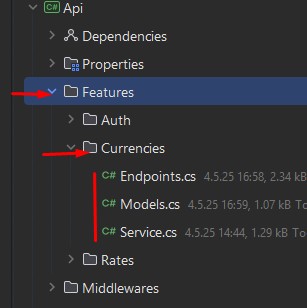 C# Api
Dependencies
Properties
Features
Auth
Currencies
C# Endpoints.cs 4.5.25 16:58, 2.34 kB
C# Models.cs 4.5.25 16:59, 1.07 kB To
C# Service.cs 4.5.25 14:44, 1.29 kB To
Rates
Middlewares